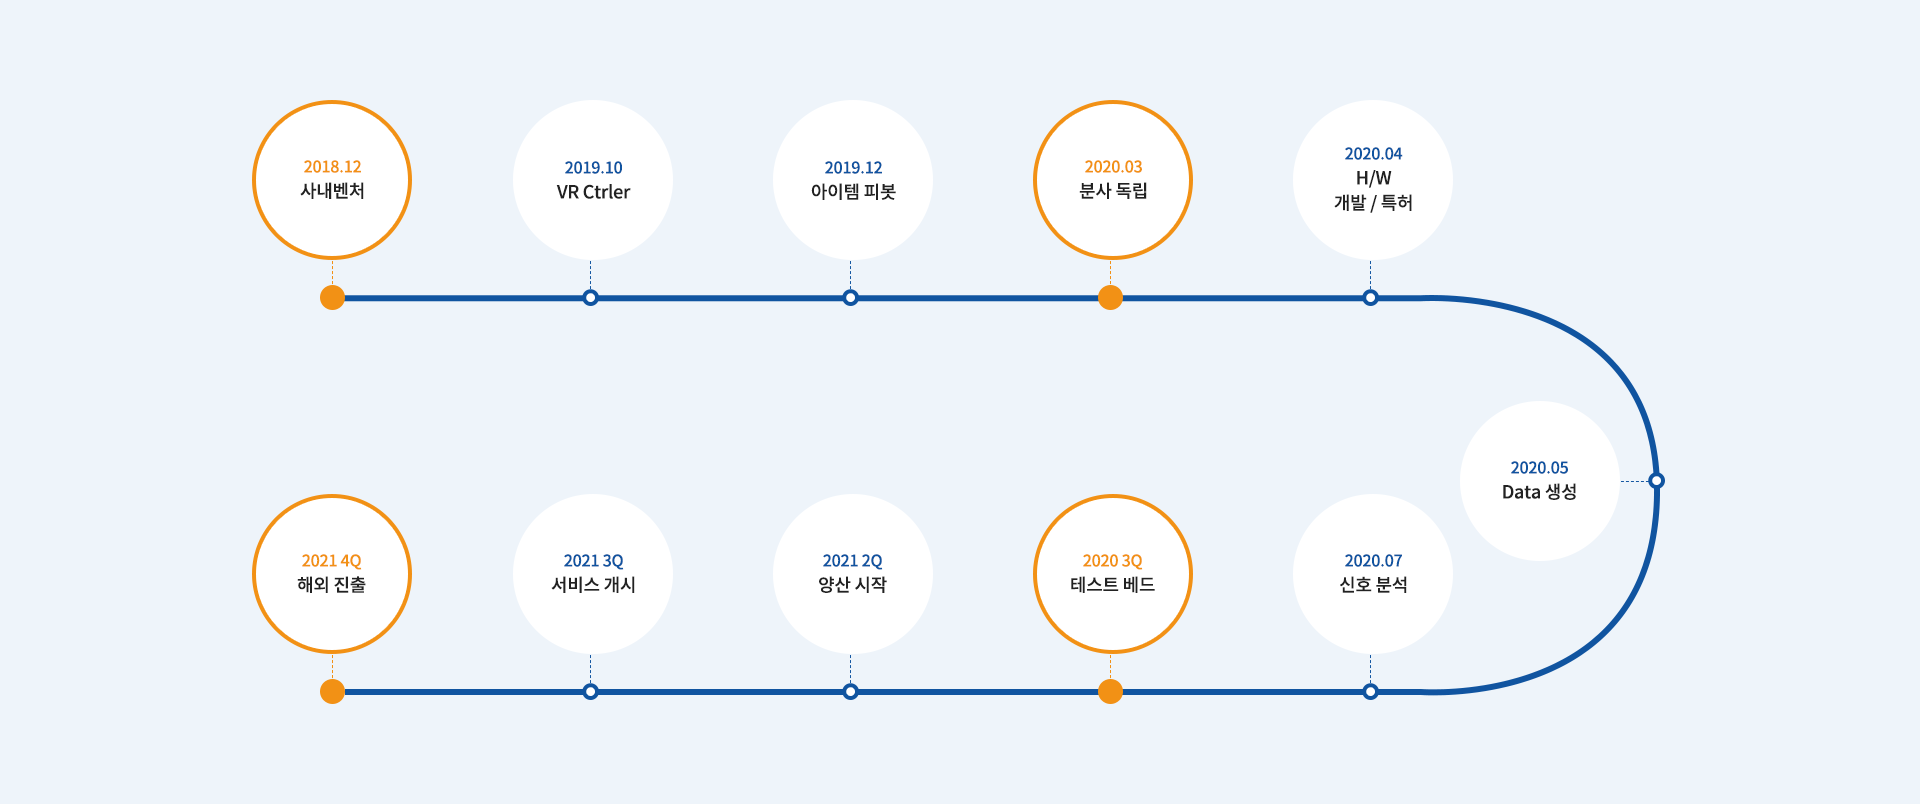 2018.12
사내벤처
2019.10
VR Ctrler
2019.12
아이템 피봇
2020.03
분사 독립
2020.04
H/W
개발 / 특허
2020.05
Data 생성
2020.07
신호 분석
2020 3Q
테스트 베드
2021 2Q
양산 시작
2021 3Q
서비스 개시
2021 4Q
해외 진출